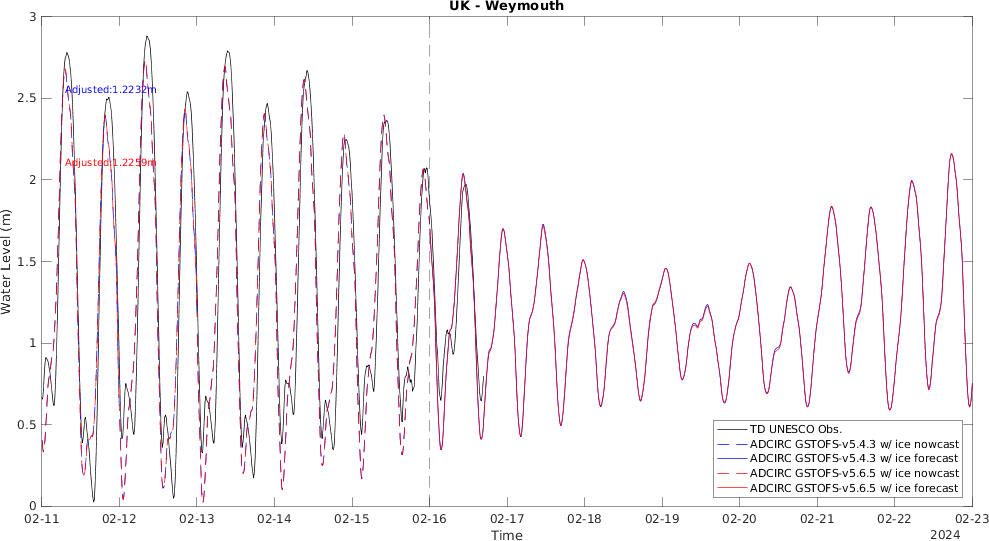 UK - Weymouth
3
2.5
2
1.5
1
0.5
0
Water Level (m)
Adjusted:1.2232m
Adjusted:1.2259m
TD UNESCO Obs.
ADCIRC GSTOFS-v5.4.3 w/ ice nowcast
ADCIRC GSTOFS-v5.4.3 w/ ice forecast
ADCIRC GSTOFS-v5.6.5 w/ ice nowcast
ADCIRC GSTOFS-v5.6.5 w/ ice forecast
02-11 02-12 02-13 02-14 02-15 02-16 02-17 02-18 02-19 02-20 02-21 02-22 02-23
Time
2024